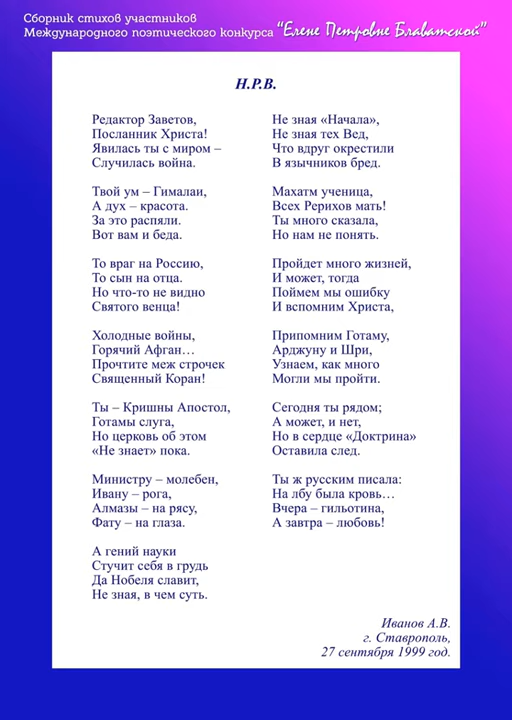 Сборник стихов участников
Международного поэтического конкурса "Елене Петровне Блаватской"
Н.Р.В.
Редактор Заветов,
Посланник Христа!
Явилась ты с миром –
Случилась война.
Твой ум – Гималаи,
А дух – красота.
За это распяли.
Вот вам и беда.
То враг на Россию,
То сын на отца.
Но что-то не видно
Святого венца!
Холодные войны,
Горячий Афган…
Прочтите меж строчек
Священный Коран!
Ты – Кришны Апостол,
Готамы слуга,
Но церковь об этом
«Не знает» пока.
Министру – молебен,
Ивану – рога,
Алмазы – на рясу,
Фату – на глаза.
А гений науки
Стучит себя в грудь
Да Нобеля славит,
Не зная, в чем суть.
Не зная «Начала»,
Не зная тех Вед,
Что вдруг окрестили
В язычников бред.
Махатм ученица,
Всех Рерихов мать!
Ты много сказала,
Но нам не понять.
Пройдет много жизней,
И может, тогда
Поймем мы ошибку
И вспомним Христа,
Припомним Готаму,
Арджуну и Шри,
Узнаем, как много
Могли мы пройти.
Сегодня ты рядом;
А может, и нет,
Но в сердце «Доктрина»
Оставила след.
Ты ж русским писала:
На лбу была кровь…
Вчера – гильотина,
А завтра – любовь!
Иванов А.В.
г. Ставрополь,
27 сентября 1999 год.